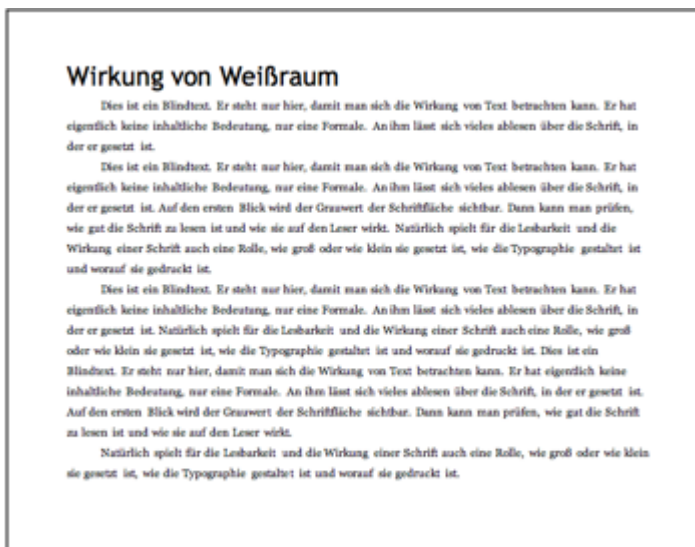 Wirkung von Weißraum
Dies ist ein Blindtext. Er steht nur hier, damit man sich die Wirkung von Text betrachten kann. Er hat
eigentlich keine inhaltliche Bedeutung, nur eine Formale. An ihm lässt sich vieles ablesen über die Schrift, in
der er gesetzt ist.
Dies ist ein Blindtext. Er steht nur hier, damit man sich die Wirkung von Text betrachten kann. Er hat
eigentlich keine inhaltliche Bedeutung, nur eine Formale. An ihm lässt sich vieles ablesen über die Schrift, in
der er gesetzt ist. Auf den ersten Blick wird der Grauwert der Schriftfläche sichtbar. Dann kann man prüfen,
wie gut die Schrift zu lesen ist und wie sie auf den Leser wirkt. Natürlich spielt für die Lesbarkeit und die
Wirkung einer Schrift auch eine Rolle, wie groß oder wie klein sie gesetzt ist, wie die Typographie gestaltet ist
und worauf sie gedruckt ist.
Dies ist ein Blindtext. Er steht nur hier, damit man sich die Wirkung von Text betrachten kann. Er hat
eigentlich keine inhaltliche Bedeutung, nur eine Formale. An ihm lässt sich vieles ablesen über die Schrift, in
der er gesetzt ist. Natürlich spielt für die Lesbarkeit und die Wirkung einer Schrift auch eine Rolle, wie groß
oder wie klein sie gesetzt ist, wie die Typographie gestaltet ist und worauf sie gedruckt ist. Dies ist ein
Blindtext. Er steht nur hier, damit man sich die Wirkung von Text betrachten kann. Er hat eigentlich keine
inhaltliche Bedeutung, nur eine Formale. An ihm lässt sich vieles ablesen über die Schrift, in der er gesetzt ist.
Auf den ersten Blick wird der Grauwert der Schriftfläche sichtbar. Dann kann man prüfen, wie gut die Schrift
zu lesen ist und wie sie auf den Leser wirkt.
Natürlich spielt für die Lesbarkeit und die Wirkung einer Schrift auch eine Rolle, wie groß oder wie klein
sie gesetzt ist, wie die Typographie gestaltet ist und worauf sie gedruckt ist.